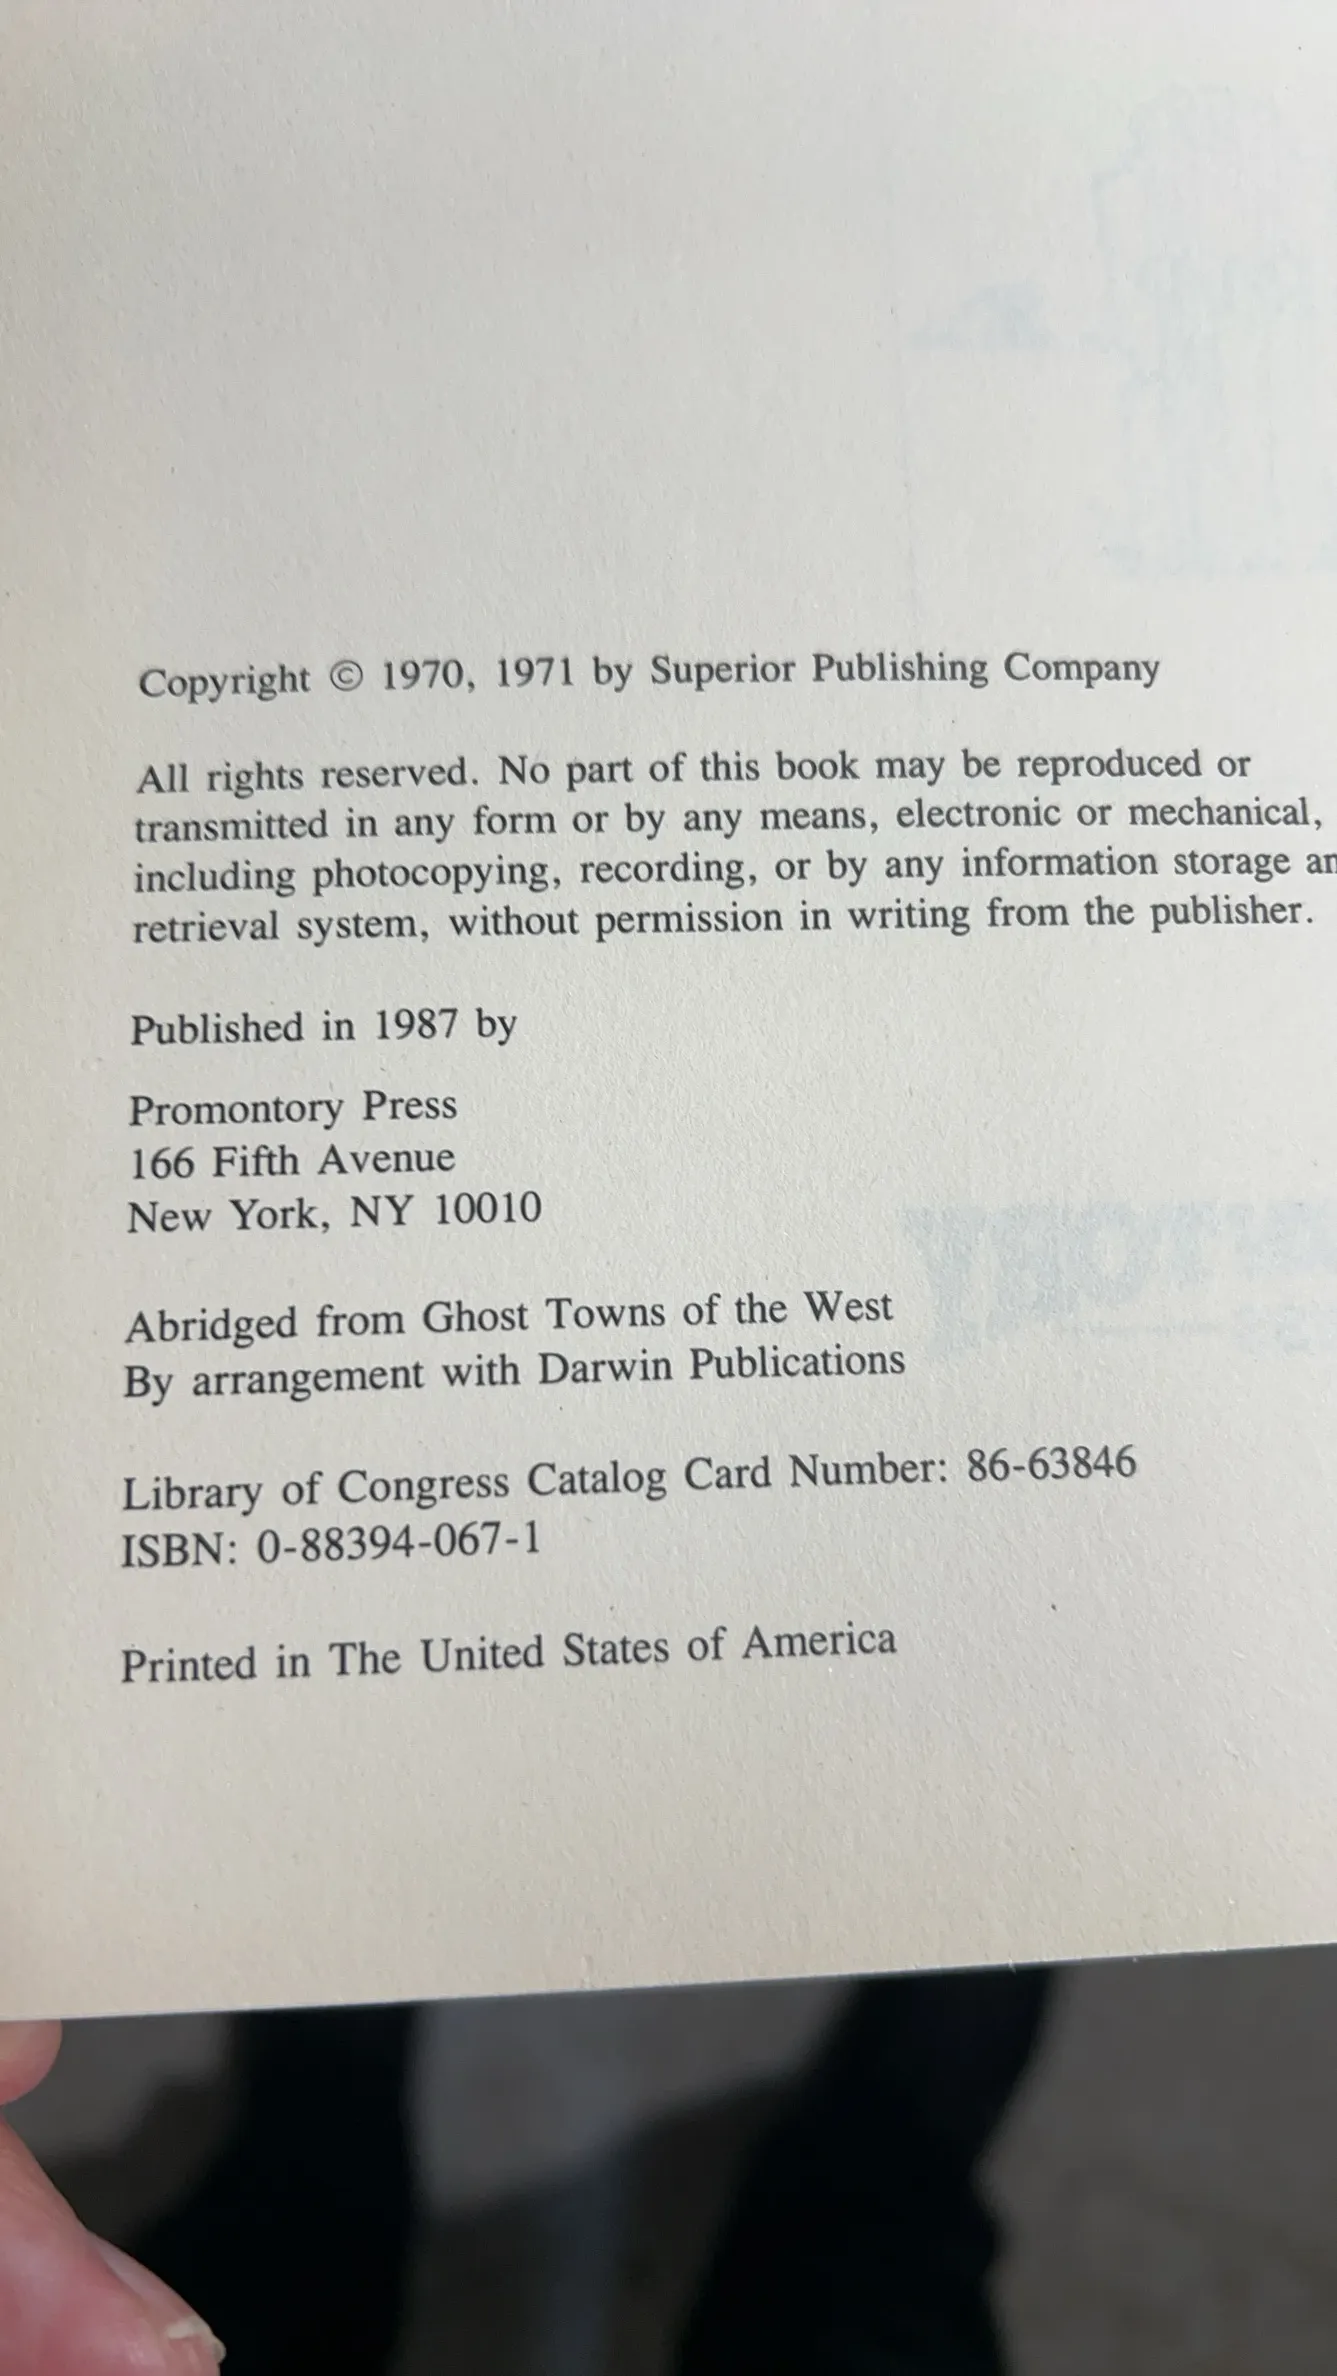 Copyright © 1970, 1971 by Superior Publishing Company
All rights reserved. No part of this book may be reproduced or
transmitted in any form or by any means, electronic or mechanical,
including photocopying, recording, or by any information storage an
retrieval system, without permission in writing from the publisher.
Published in 1987 by
Promontory Press
166 Fifth Avenue
New York, NY 10010
Abridged from Ghost Towns of the West
By arrangement with Darwin Publications
Library of Congress Catalog Card Number: 86-63846
ISBN: 0-88394-067-1
Printed in The United States of America